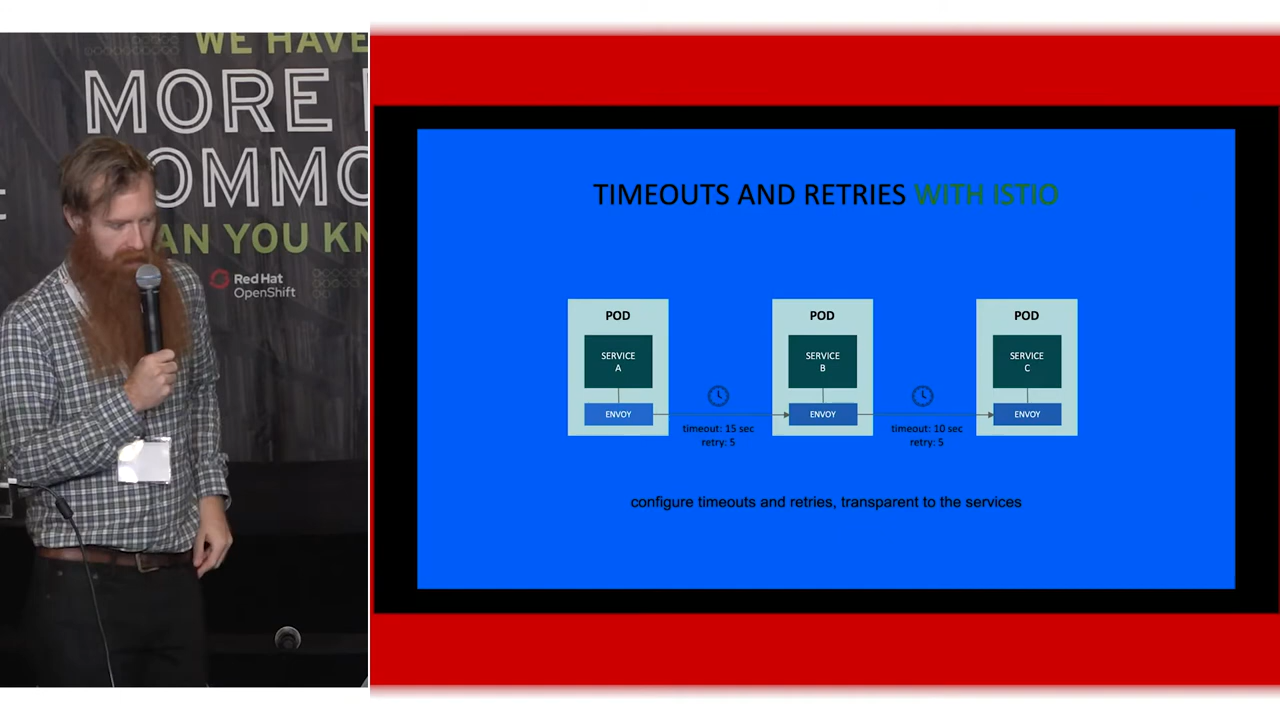 WE HAVE
MORE
OMMO
AN YOU KN
Red Hat
OpenShift
TIMEOUTS AND RETRIES WITH ISTIO
POD
SERVICE
A
ENVOY
timeout: 15 sec
retry: 5
POD
SERVICE
B
ENVOY
timeout: 10 sec
retry: 5
POD
SERVICE
C
ENVOY
configure timeouts and retries, transparent to the services